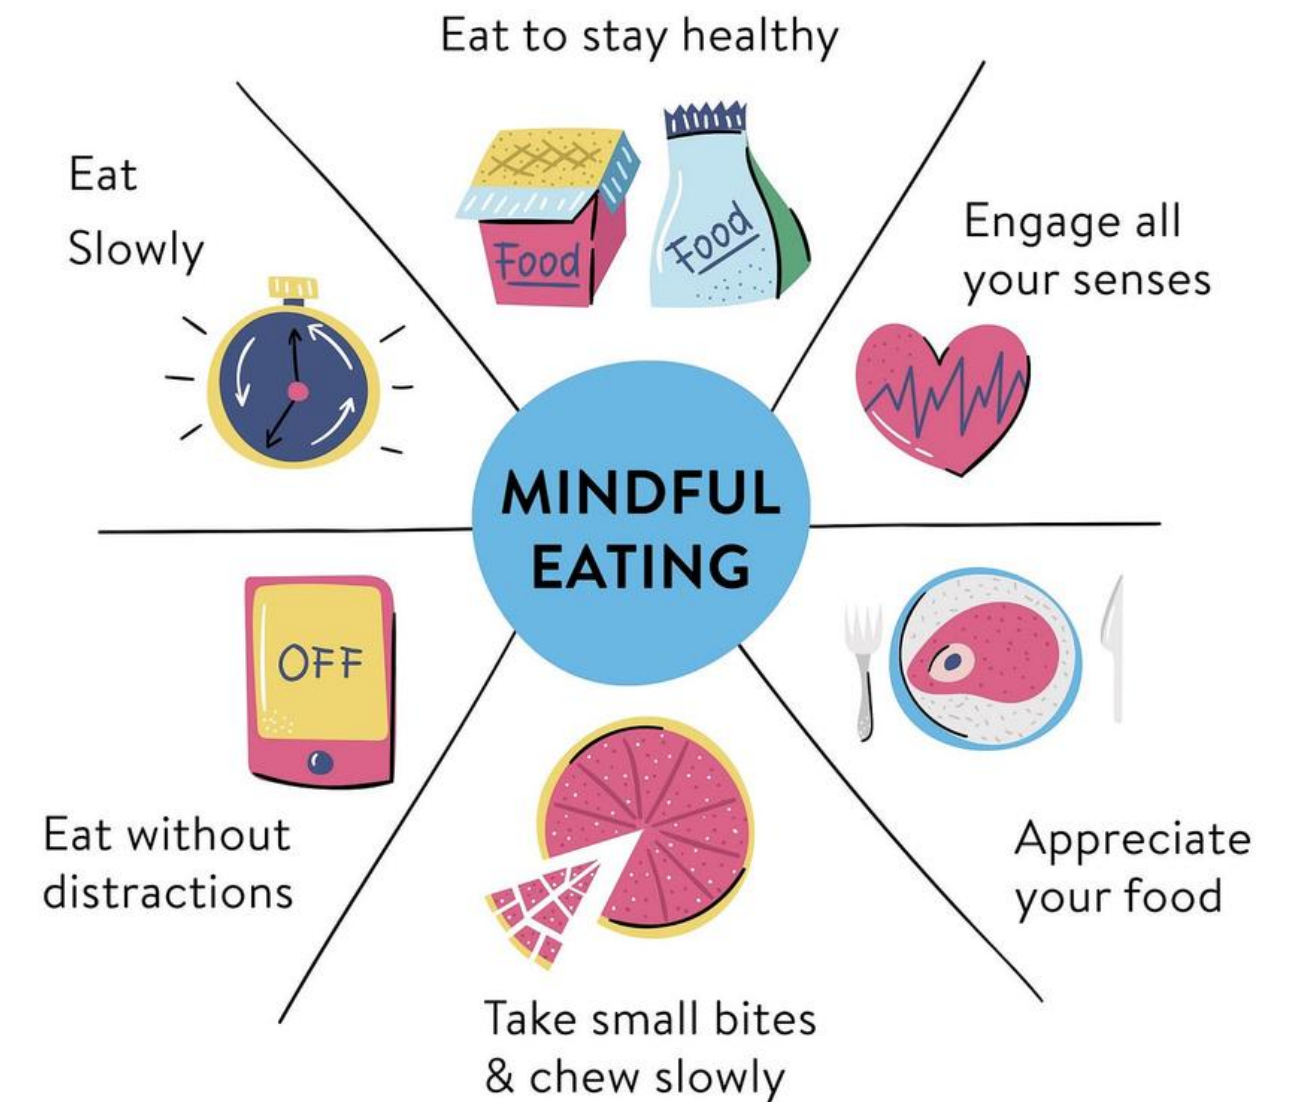 Eat to stay healthy
Eat
Slowly
Food
Food
Engage all
your senses
MINDFUL
EATING
OFF
Eat without
distractions
Appreciate
your food
Take small bites
& chew slowly